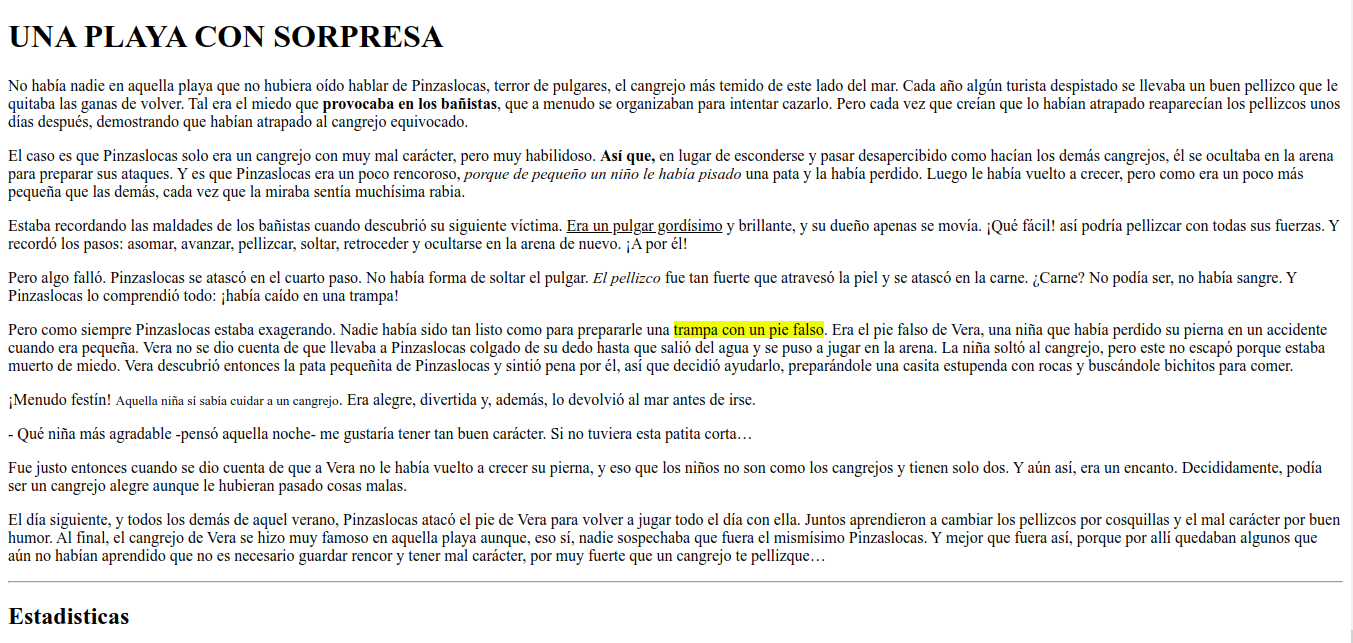 UNA PLAYA CON SORPRESA
No había nadie en aquella playa que no hubiera oído hablar de Pinzaslocas, terror de pulgares, el cangrejo más temido de este lado del mar. Cada año algún turista despistado se llevaba un buen pellizco que le
quitaba las ganas de volver. Tal era el miedo que provocaba en los bañistas, que a menudo se organizaban para intentar cazarlo. Pero cada vez que creían que lo habían atrapado reaparecían los pellizcos unos
días después, demostrando que habían atrapado al cangrejo equivocado.
El caso es que Pinzaslocas solo era un cangrejo con muy mal carácter, pero muy habilidoso. Así que, en lugar de esconderse y pasar desapercibido como hacían los demás cangrejos, él se ocultaba en la arena
para preparar sus ataques. Y es que Pinzaslocas era un poco rencoroso, porque de pequeño un niño le había pisado una pata y la había perdido. Luego le había vuelto a crecer, pero como era un poco más
pequeña que las demás, cada vez que la miraba sentía muchísima rabia.
Estaba recordando las maldades de los bañistas cuando descubrió su siguiente víctima. Era un pulgar gordísimo y brillante, y su dueño apenas se movía. ¡Qué fácil! así podría pellizcar con todas sus fuerzas. Y
recordó los pasos: asomar, avanzar, pellizcar, soltar, retroceder y ocultarse en la arena de nuevo. ¡A por él!
Pero algo falló. Pinzaslocas se atascó en el cuarto paso. No había forma de soltar el pulgar. El pellizco fue tan fuerte que atravesó la piel y se atascó en la carne. ¿Carne? No podía ser, no había sangre. Y
Pinzaslocas lo comprendió todo: ¡había caído en una trampa!
Pero como siempre Pinzaslocas estaba exagerando. Nadie había sido tan listo como para prepararle una trampa con un pie falso. Era el pie falso de Vera, una niña que había perdido su pierna en un accidente
cuando era pequeña. Vera no se dio cuenta de que llevaba a Pinzaslocas colgado de su dedo hasta que salió del agua y se puso a jugar en la arena. La niña soltó al cangrejo, pero este no escapó porque estaba
muerto de miedo. Vera descubrió entonces la pata pequeñita de Pinzaslocas y sintió pena por él, así que decidió ayudarlo, preparándole una casita estupenda con rocas y buscándole bichitos para comer.
¡Menudo festín! Aquella niña sí sabía cuidar a un cangrejo. Era alegre, divertida y, además, lo devolvió al mar antes de irse.
- Qué niña más agradable -pensó aquella noche- me gustaría tener tan buen carácter. Si no tuviera esta patita corta…
Fue justo entonces cuando se dio cuenta de que a Vera no le había vuelto a crecer su pierna, y eso que los niños no son como los cangrejos y tienen solo dos. Y aún así, era un encanto. Decididamente, podía
ser un cangrejo alegre aunque le hubieran pasado cosas malas.
El día siguiente, y todos los demás de aquel verano, Pinzaslocas atacó el pie de Vera para volver a jugar todo el día con ella. Juntos aprendieron a cambiar los pellizcos por cosquillas y el mal carácter por buen
humor. Al final, el cangrejo de Vera se hizo muy famoso en aquella playa aunque, eso sí, nadie sospechaba que fuera el mismísimo Pinzaslocas. Y mejor que fuera así, porque por allí quedaban algunos que
aún no habían aprendido que no es necesario guardar rencor y tener mal carácter, por muy fuerte que un cangrejo te pellizque…
Estadisticas